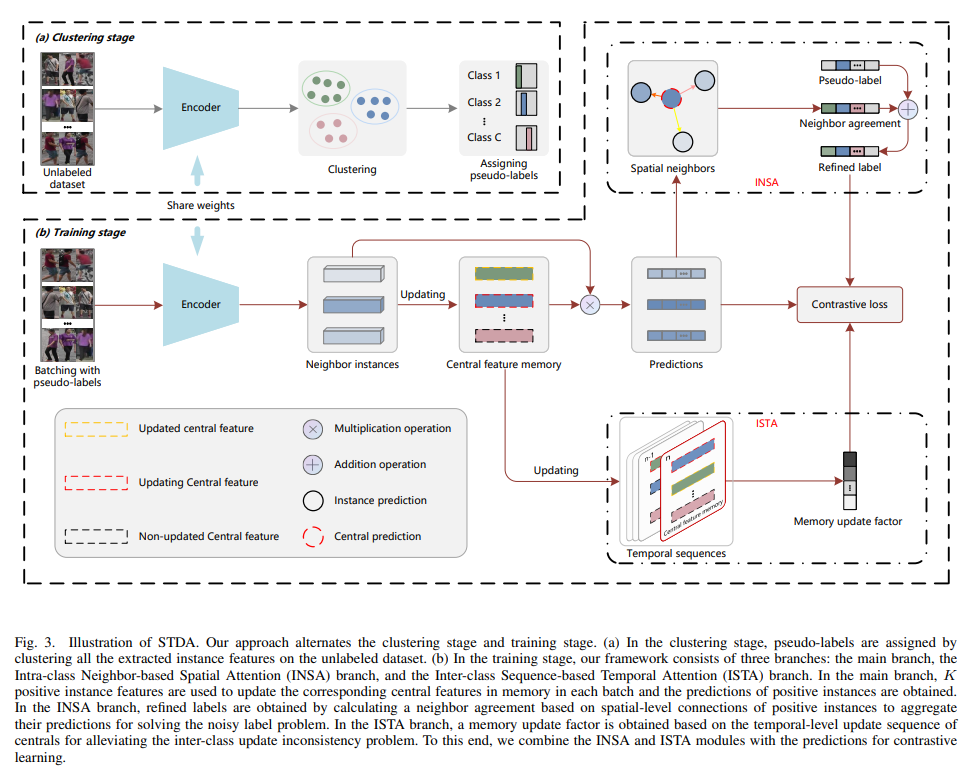 (a) Clustering stage
Unlabeled
dataset
Encoder
Clustering
Class 1
Class 2
⋮
Class C
Assigning
pseudo-labels
Share weights
Spatial neighbors
Pseudo-label
Neighbor agreement
Refined label
INSA
(b) Training stage
Batching with
pseudo-labels
Encoder
Neighbor instances
Updating
Central feature memory
Predictions
Contrastive loss
Updated central feature
Updating Central feature
Non-updated Central feature
Multiplication operation
Addition operation
Instance prediction
Central prediction
Updating
n-1
n
Central feature memory
Temporal sequences
ISTA
Memory update factor
Fig. 3. Illustration of STDA. Our approach alternates the clustering stage and training stage. (a) In the clustering stage, pseudo-labels are assigned by
clustering all the extracted instance features on the unlabeled dataset. (b) In the training stage, our framework consists of three branches: the main branch, the
Intra-class Neighbor-based Spatial Attention (INSA) branch, and the Inter-class Sequence-based Temporal Attention (ISTA) branch. In the main branch, K
positive instance features are used to update the corresponding central features in memory in each batch and the predictions of positive instances are obtained.
In the INSA branch, refined labels are obtained by calculating a neighbor agreement based on spatial-level connections of positive instances to aggregate
their predictions for solving the noisy label problem. In the ISTA branch, a memory update factor is obtained based on the temporal-level update sequence of
centrals for alleviating the inter-class update inconsistency problem. To this end, we combine the INSA and ISTA modules with the predictions for contrastive
learning.